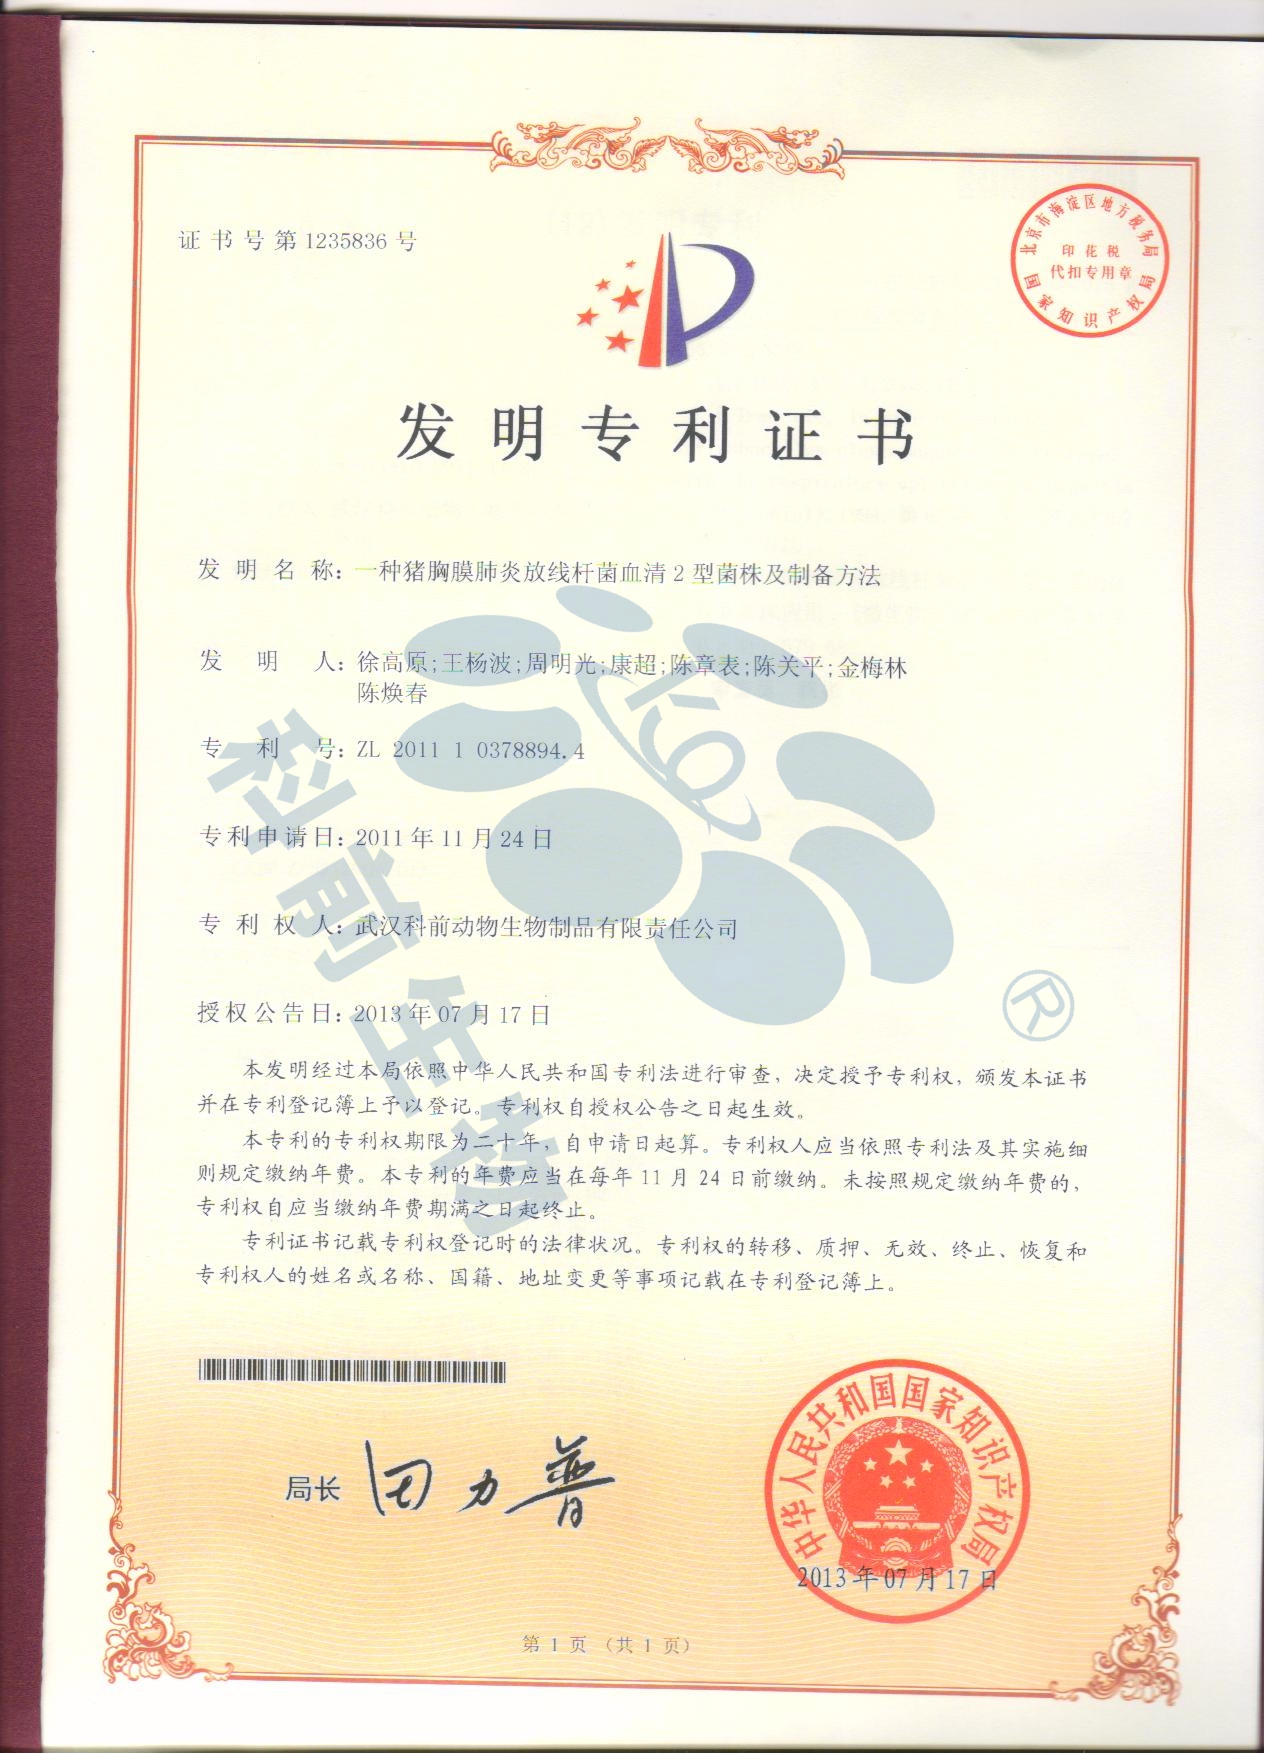 证书号第1235836号
北京市海淀区地方税务局
印花税
代扣专用章
国家知识产权局
发明专利证书
发明名称：一种猪胸膜肺炎放线杆菌血清2型菌株及制备方法
发明人：徐高原;王杨波;周明光;康超;陈章表;陈关平;金梅林
陈焕春
专利号：ZL 2011 1 0378894.4
专利申请日：2011年11月24日
专利权人：武汉科前动物生物制品有限责任公司
授权公告日：2013年07月17日
科前生物
®
本发明经过本局依照中华人民共和国专利法进行审查，决定授予专利权，颁发本证书
并在专利登记簿上予以登记。专利权自授权公告之日起生效。
本专利的专利权期限为二十年，自申请日起算。专利权人应当依照专利法及其实施细
则规定缴纳年费。本专利的年费应当在每年11月24日前缴纳。未按照规定缴纳年费的，
专利权自应当缴纳年费期满之日起终止。
专利证书记载专利权登记时的法律状况。专利权的转移、质押、无效、终止、恢复和
专利权人的姓名或名称、国籍、地址变更等事项记载在专利登记簿上。
局长 田力普
中华人民共和国国家知识产权局
2013年07月17日
第1页（共1页）